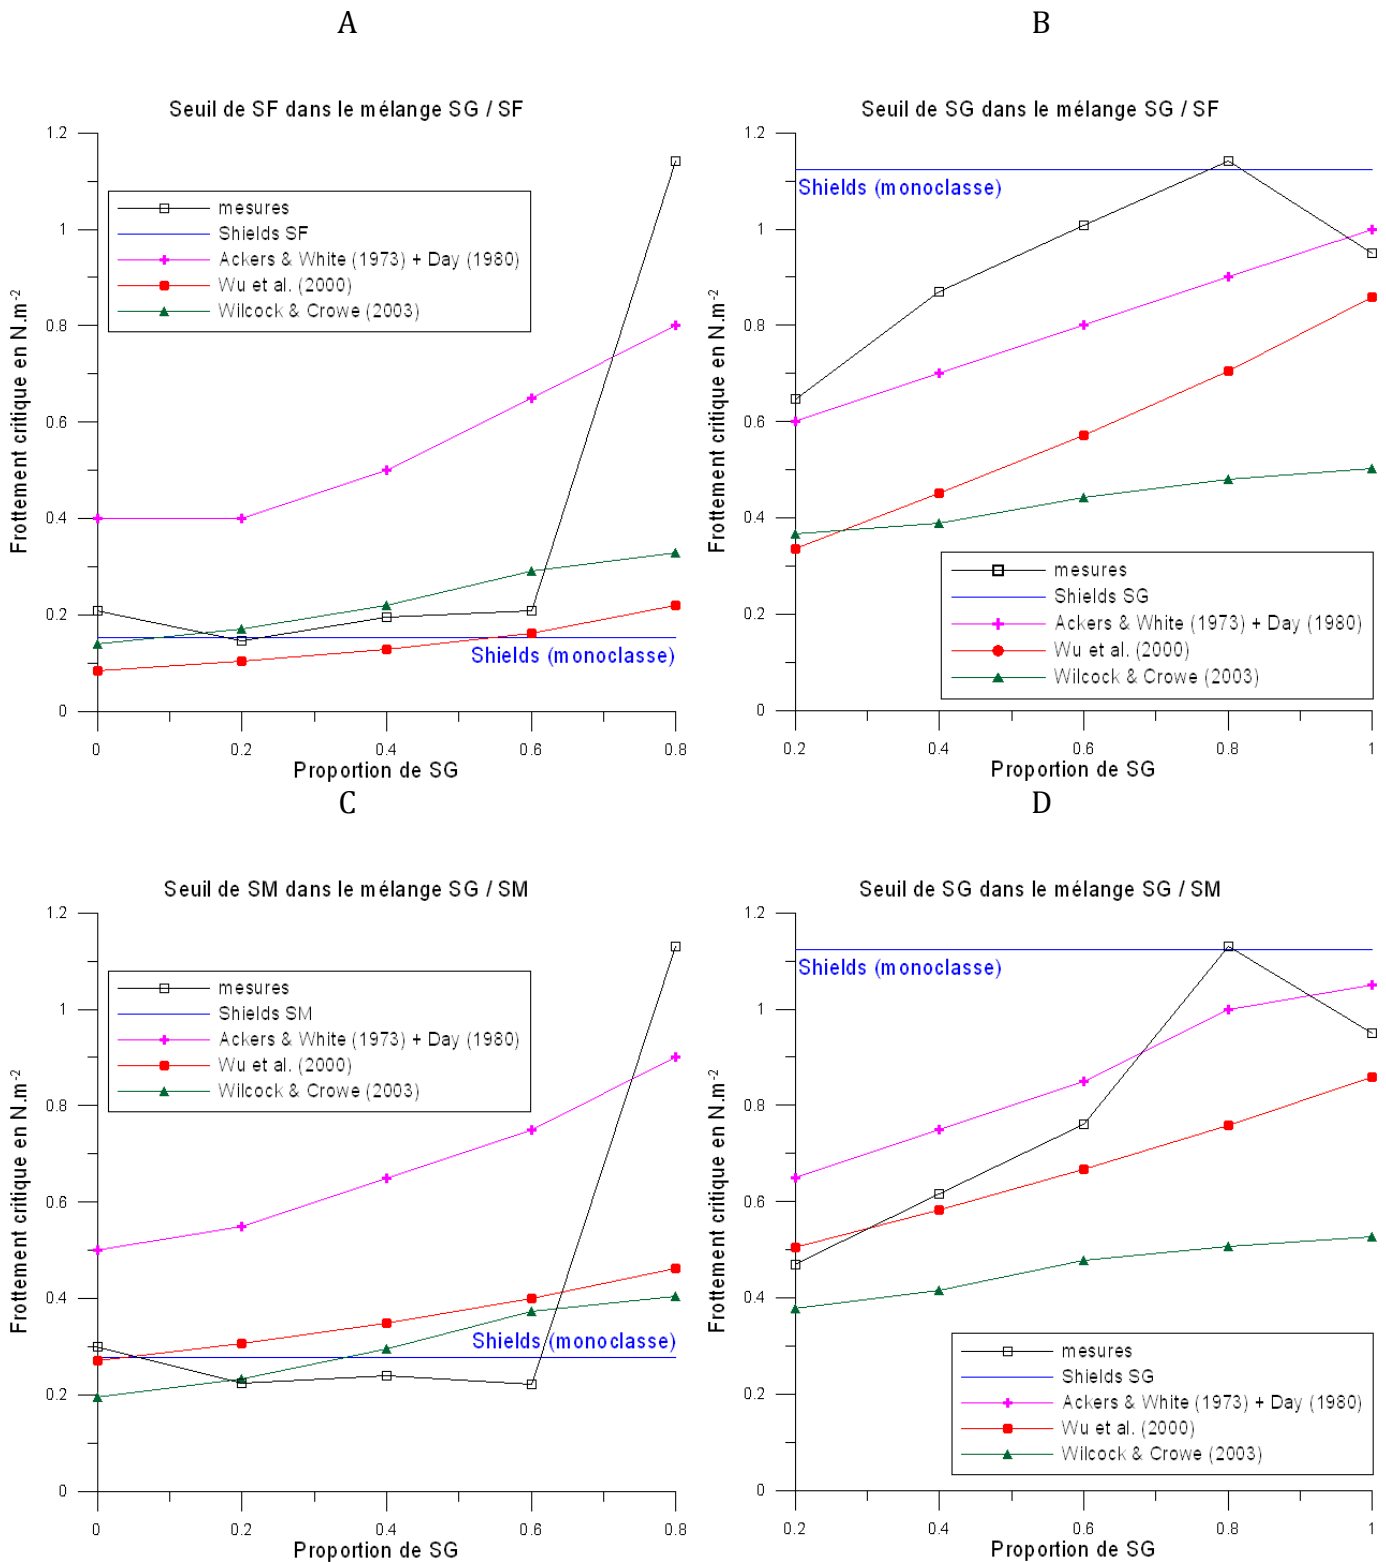 A
B
Seuil de SF dans le mélange SG / SF
Frottement critique en N.m-2
1.2
1
0.8
0.6
0.4
0.2
0
mesures
Shields SF
Ackers & White (1973) + Day (1980)
Wu et al. (2000)
Wilcock & Crowe (2003)
Shields (monoclasse)
0
0.2
0.4
0.6
0.8
Proportion de SG
Seuil de SG dans le mélange SG / SF
Frottement critique en N.m-2
1.2
1
0.8
0.6
0.4
0.2
0
Shields (monoclasse)
mesures
Shields SG
Ackers & White (1973) + Day (1980)
Wu et al. (2000)
Wilcock & Crowe (2003)
0.2
0.4
0.6
0.8
1
Proportion de SG
C
D
Seuil de SM dans le mélange SG / SM
Frottement critique en N.m-2
1.2
1
0.8
0.6
0.4
0.2
0
mesures
Shields SM
Ackers & White (1973) + Day (1980)
Wu et al. (2000)
Wilcock & Crowe (2003)
Shields (monoclasse)
0
0.2
0.4
0.6
0.8
Proportion de SG
Seuil de SG dans le mélange SG / SM
Frottement critique en N.m-2
1.2
1
0.8
0.6
0.4
0.2
0
Shields (monoclasse)
mesures
Shields SG
Ackers & White (1973) + Day (1980)
Wu et al. (2000)
Wilcock & Crowe (2003)
0.2
0.4
0.6
0.8
1
Proportion de SG